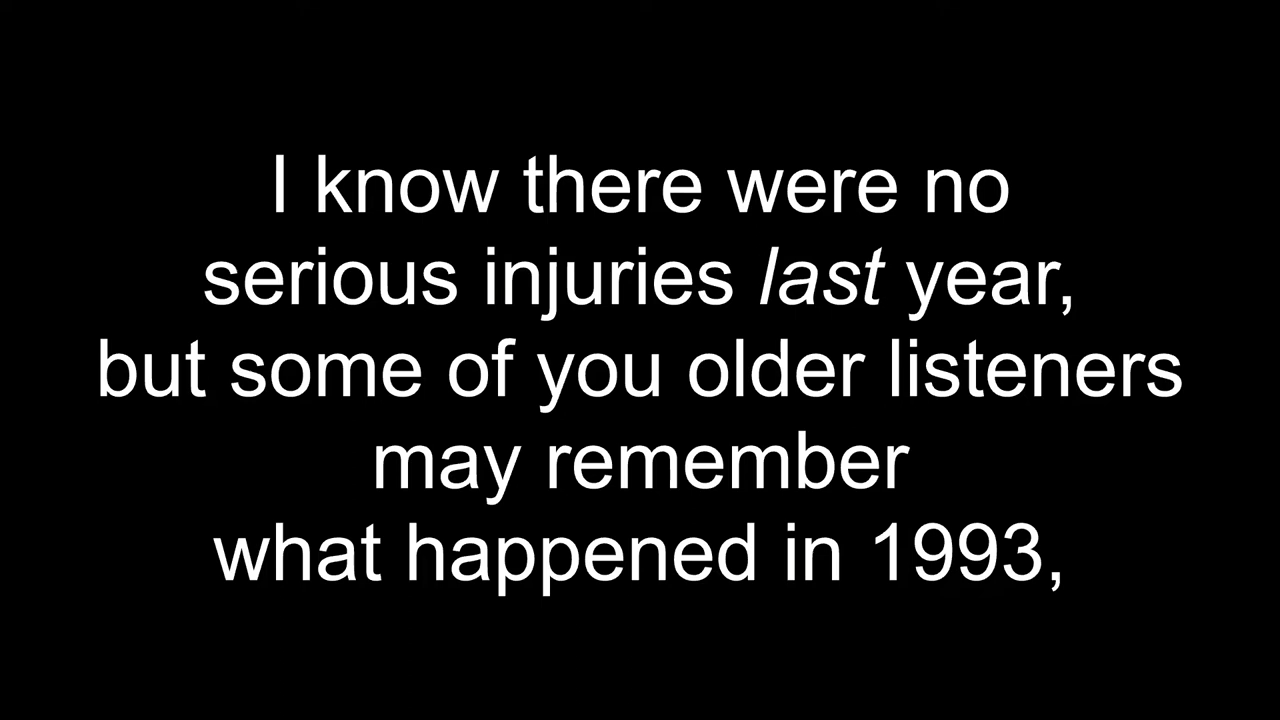 I know there were no
serious injuries last year,
but some of you older listeners
may remember
what happened in 1993,